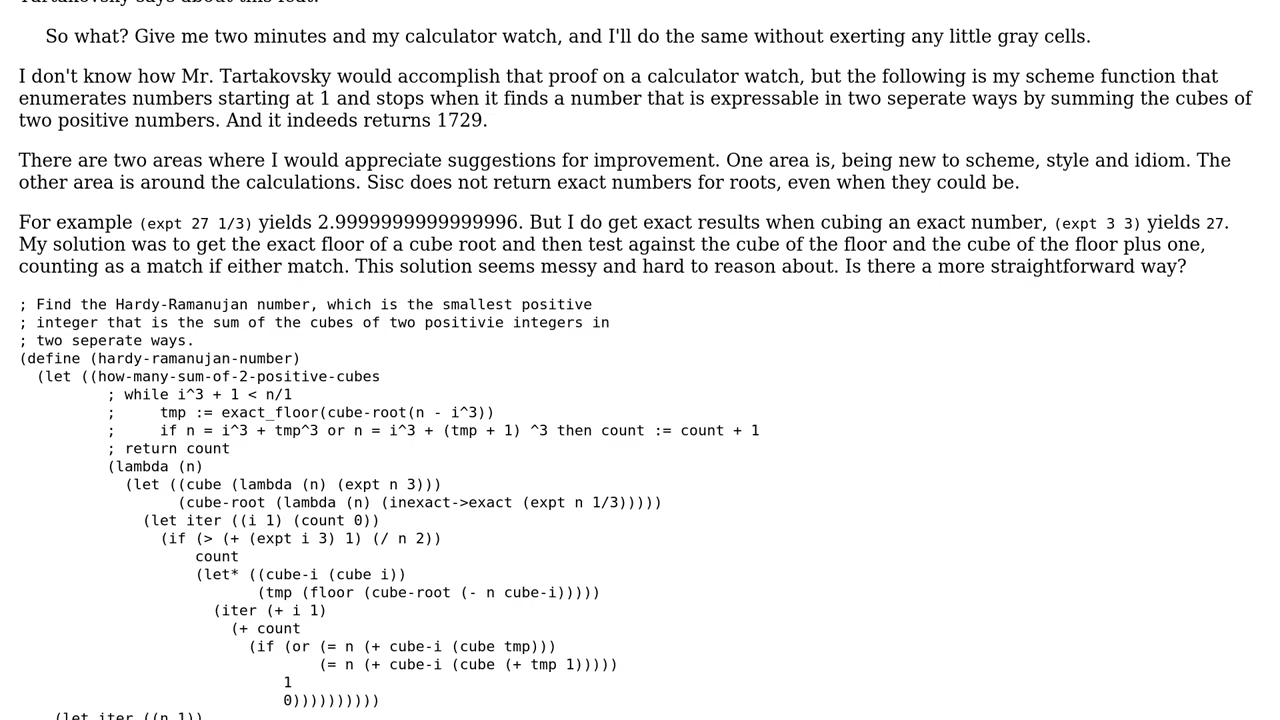 Tartakovsky says about this feat:
So what? Give me two minutes and my calculator watch, and I'll do the same without exerting any little gray cells.
I don't know how Mr. Tartakovsky would accomplish that proof on a calculator watch, but the following is my scheme function that
enumerates numbers starting at 1 and stops when it finds a number that is expressable in two seperate ways by summing the cubes of
two positive numbers. And it indeeds returns 1729.
There are two areas where I would appreciate suggestions for improvement. One area is, being new to scheme, style and idiom. The
other area is around the calculations. Sisc does not return exact numbers for roots, even when they could be.
For example (expt 27 1/3) yields 2.9999999999999996. But I do get exact results when cubing an exact number, (expt 3 3) yields 27.
My solution was to get the exact floor of a cube root and then test against the cube of the floor and the cube of the floor plus one,
counting as a match if either match. This solution seems messy and hard to reason about. Is there a more straightforward way?
; Find the Hardy-Ramanujan number, which is the smallest positive
; integer that is the sum of the cubes of two positivie integers in
; two seperate ways.
(define (hardy-ramanujan-number)
  (let ((how-many-sum-of-2-positive-cubes
          ; while i^3 + 1 < n/1
          ;     tmp := exact_floor(cube-root(n - i^3))
          ;     if n = i^3 + tmp^3 or n = i^3 + (tmp + 1) ^3 then count := count + 1
          ; return count
          (lambda (n)
            (let ((cube (lambda (n) (expt n 3)))
                  (cube-root (lambda (n) (inexact->exact (expt n 1/3)))))
              (let iter ((i 1) (count 0))
                (if (> (+ (expt i 3) 1) (/ n 2))
                    count
                    (let* ((cube-i (cube i))
                           (tmp (floor (cube-root (- n cube-i)))))
                      (iter (+ i 1)
                        (+ count
                          (if (or (= n (+ cube-i (cube tmp)))
                                  (= n (+ cube-i (cube (+ tmp 1)))))
                              1
                              0))))))))))
    (let iter ((n 1))